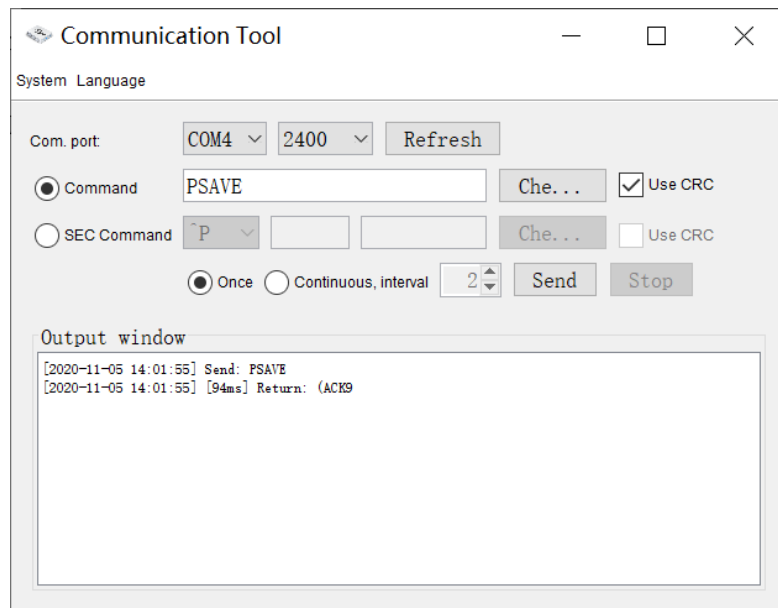 Communication Tool
System Language
Com. port: COM4 2400 Refresh
Command PSAVE Che... Use CRC
SEC Command ^P Che... Use CRC
Once Continuous, interval 2 Send Stop
Output window
[2020-11-05 14:01:55] Send: PSAVE
[2020-11-05 14:01:55] [94ms] Return: (ACK9